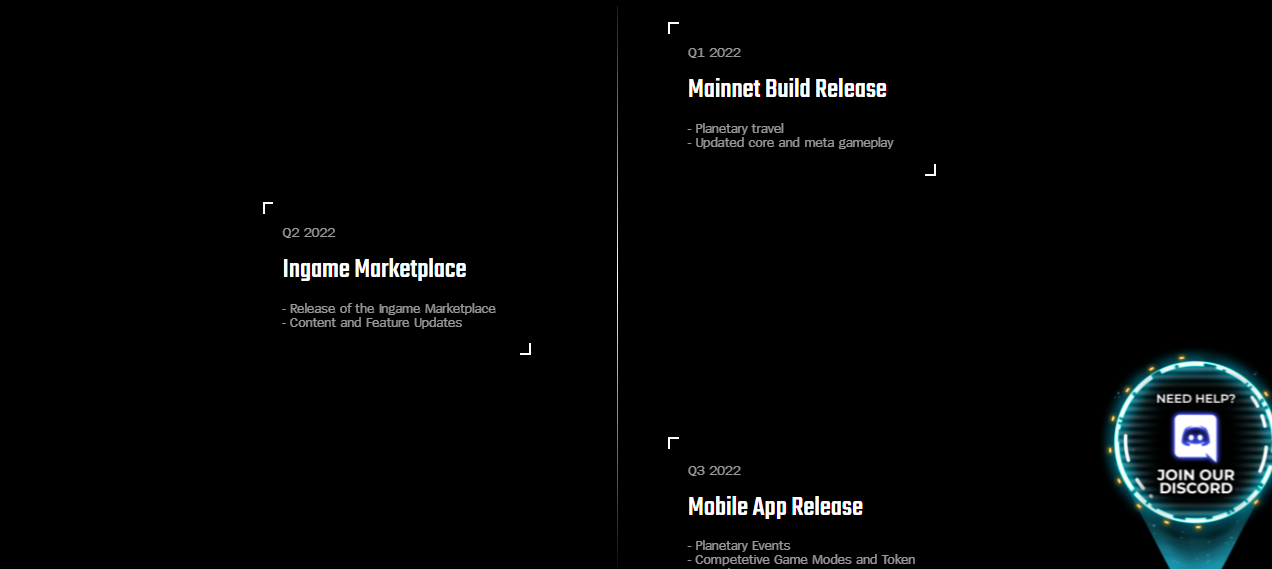 Q1 2022
Mainnet Build Release
- Planetary travel
- Updated core and meta gameplay
Q2 2022
Ingame Marketplace
- Release of the Ingame Marketplace
- Content and Feature Updates
Q3 2022
Mobile App Release
- Planetary Events
- Competetive Game Modes and Token
NEED HELP?
JOIN OUR
DISCORD